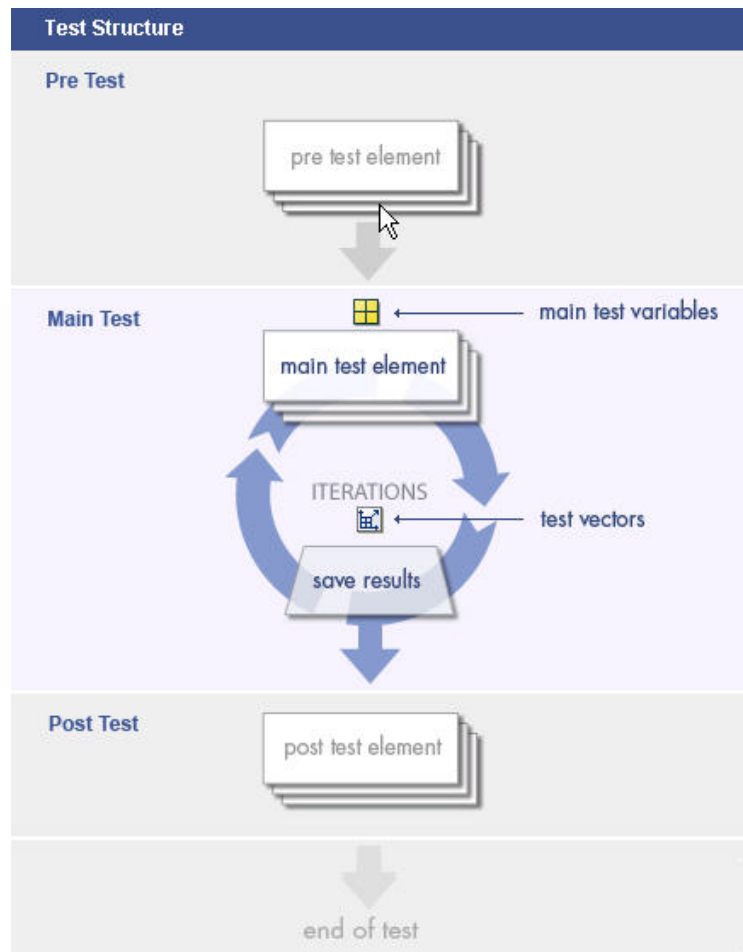 Test Structure
Pre Test
pre test element
Main Test
main test variables
main test element
ITERATIONS
test vectors
save results
Post Test
post test element
end of test